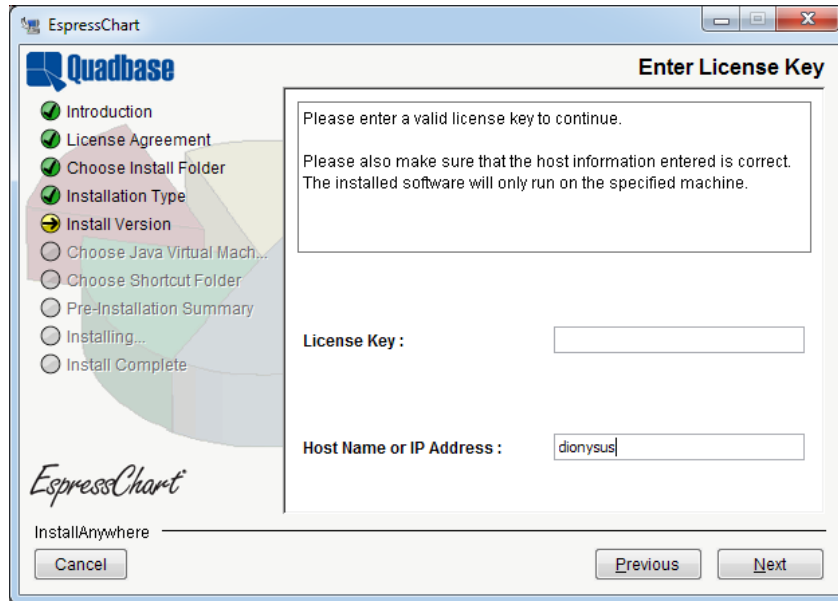 EspressChart
Quadbase
Enter License Key
Introduction
License Agreement
Choose Install Folder
Installation Type
Install Version
Choose Java Virtual Mach...
Choose Shortcut Folder
Pre-Installation Summary
Installing...
Install Complete
Please enter a valid license key to continue.
Please also make sure that the host information entered is correct.
The installed software will only run on the specified machine.
License Key :
Host Name or IP Address :
dionysus
EspressChart
InstallAnywhere
Cancel
Previous
Next